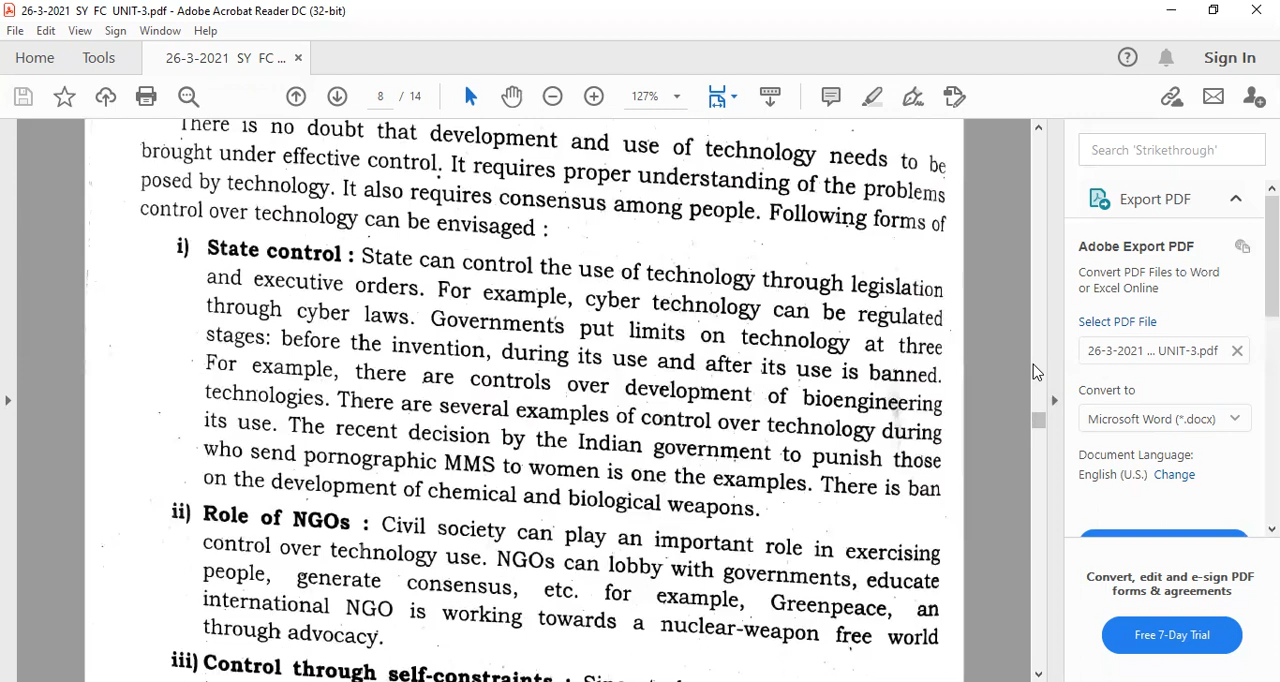 26-3-2021 SY FC UNIT-3.pdf - Adobe Acrobat Reader DC (32-bit)
File Edit View Sign Window Help
Home Tools 26-3-2021 SY FC ... × Sign In
8 / 14 127%
There is no doubt that development and use of technology needs to be
brought under effective control. It requires proper understanding of the problems
posed by technology. It also requires consensus among people. Following forms of
control over technology can be envisaged :
i) State control : State can control the use of technology through legislation
and executive orders. For example, cyber technology can be regulated
through cyber laws. Governments put limits on technology at three
stages: before the invention, during its use and after its use is banned.
For example, there are controls over development of bioengineering
technologies. There are several examples of control over technology during
its use. The recent decision by the Indian government to punish those
who send pornographic MMS to women is one the examples. There is ban
on the development of chemical and biological weapons.
ii) Role of NGOs : Civil society can play an important role in exercising
control over technology use. NGOs can lobby with governments, educate
people, generate consensus, etc. for example, Greenpeace, an
international NGO is working towards a nuclear-weapon free world
through advocacy.
iii) Control through self-constraints :
Search 'Strikethrough'
Export PDF
Adobe Export PDF
Convert PDF Files to Word
or Excel Online
Select PDF File
26-3-2021 ... UNIT-3.pdf
Convert to
Microsoft Word (*.docx)
Document Language:
English (U.S.) Change
Convert, edit and e-sign PDF
forms & agreements
Free 7-Day Trial